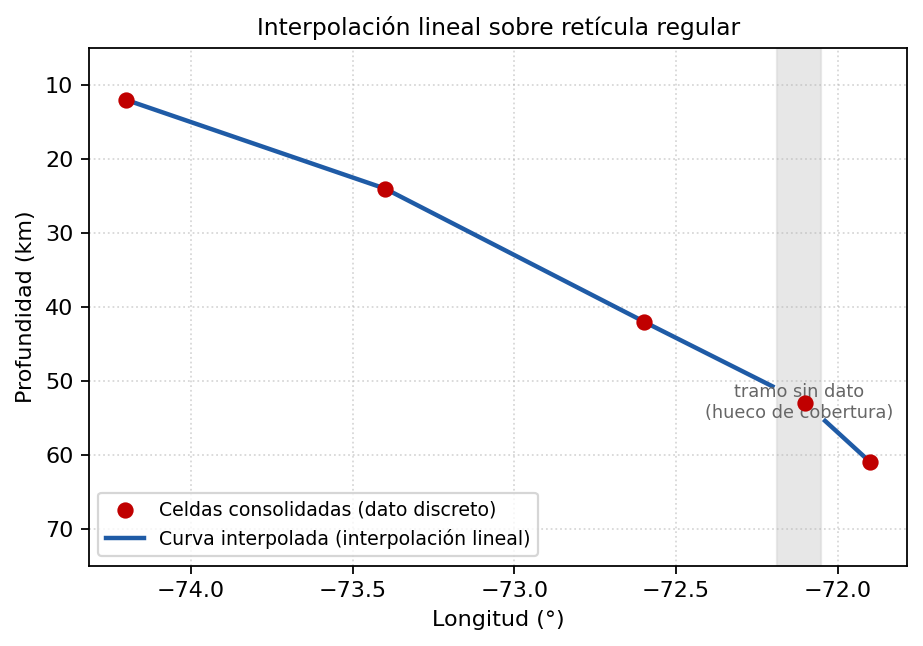 Interpolación lineal sobre retícula regular
Profundidad (km)
10
20
30
40
50
60
70
tramo sin dato
(hueco de cobertura)
Celdas consolidadas (dato discreto)
Curva interpolada (interpolación lineal)
−74.0
−73.5
−73.0
−72.5
−72.0
Longitud (°)